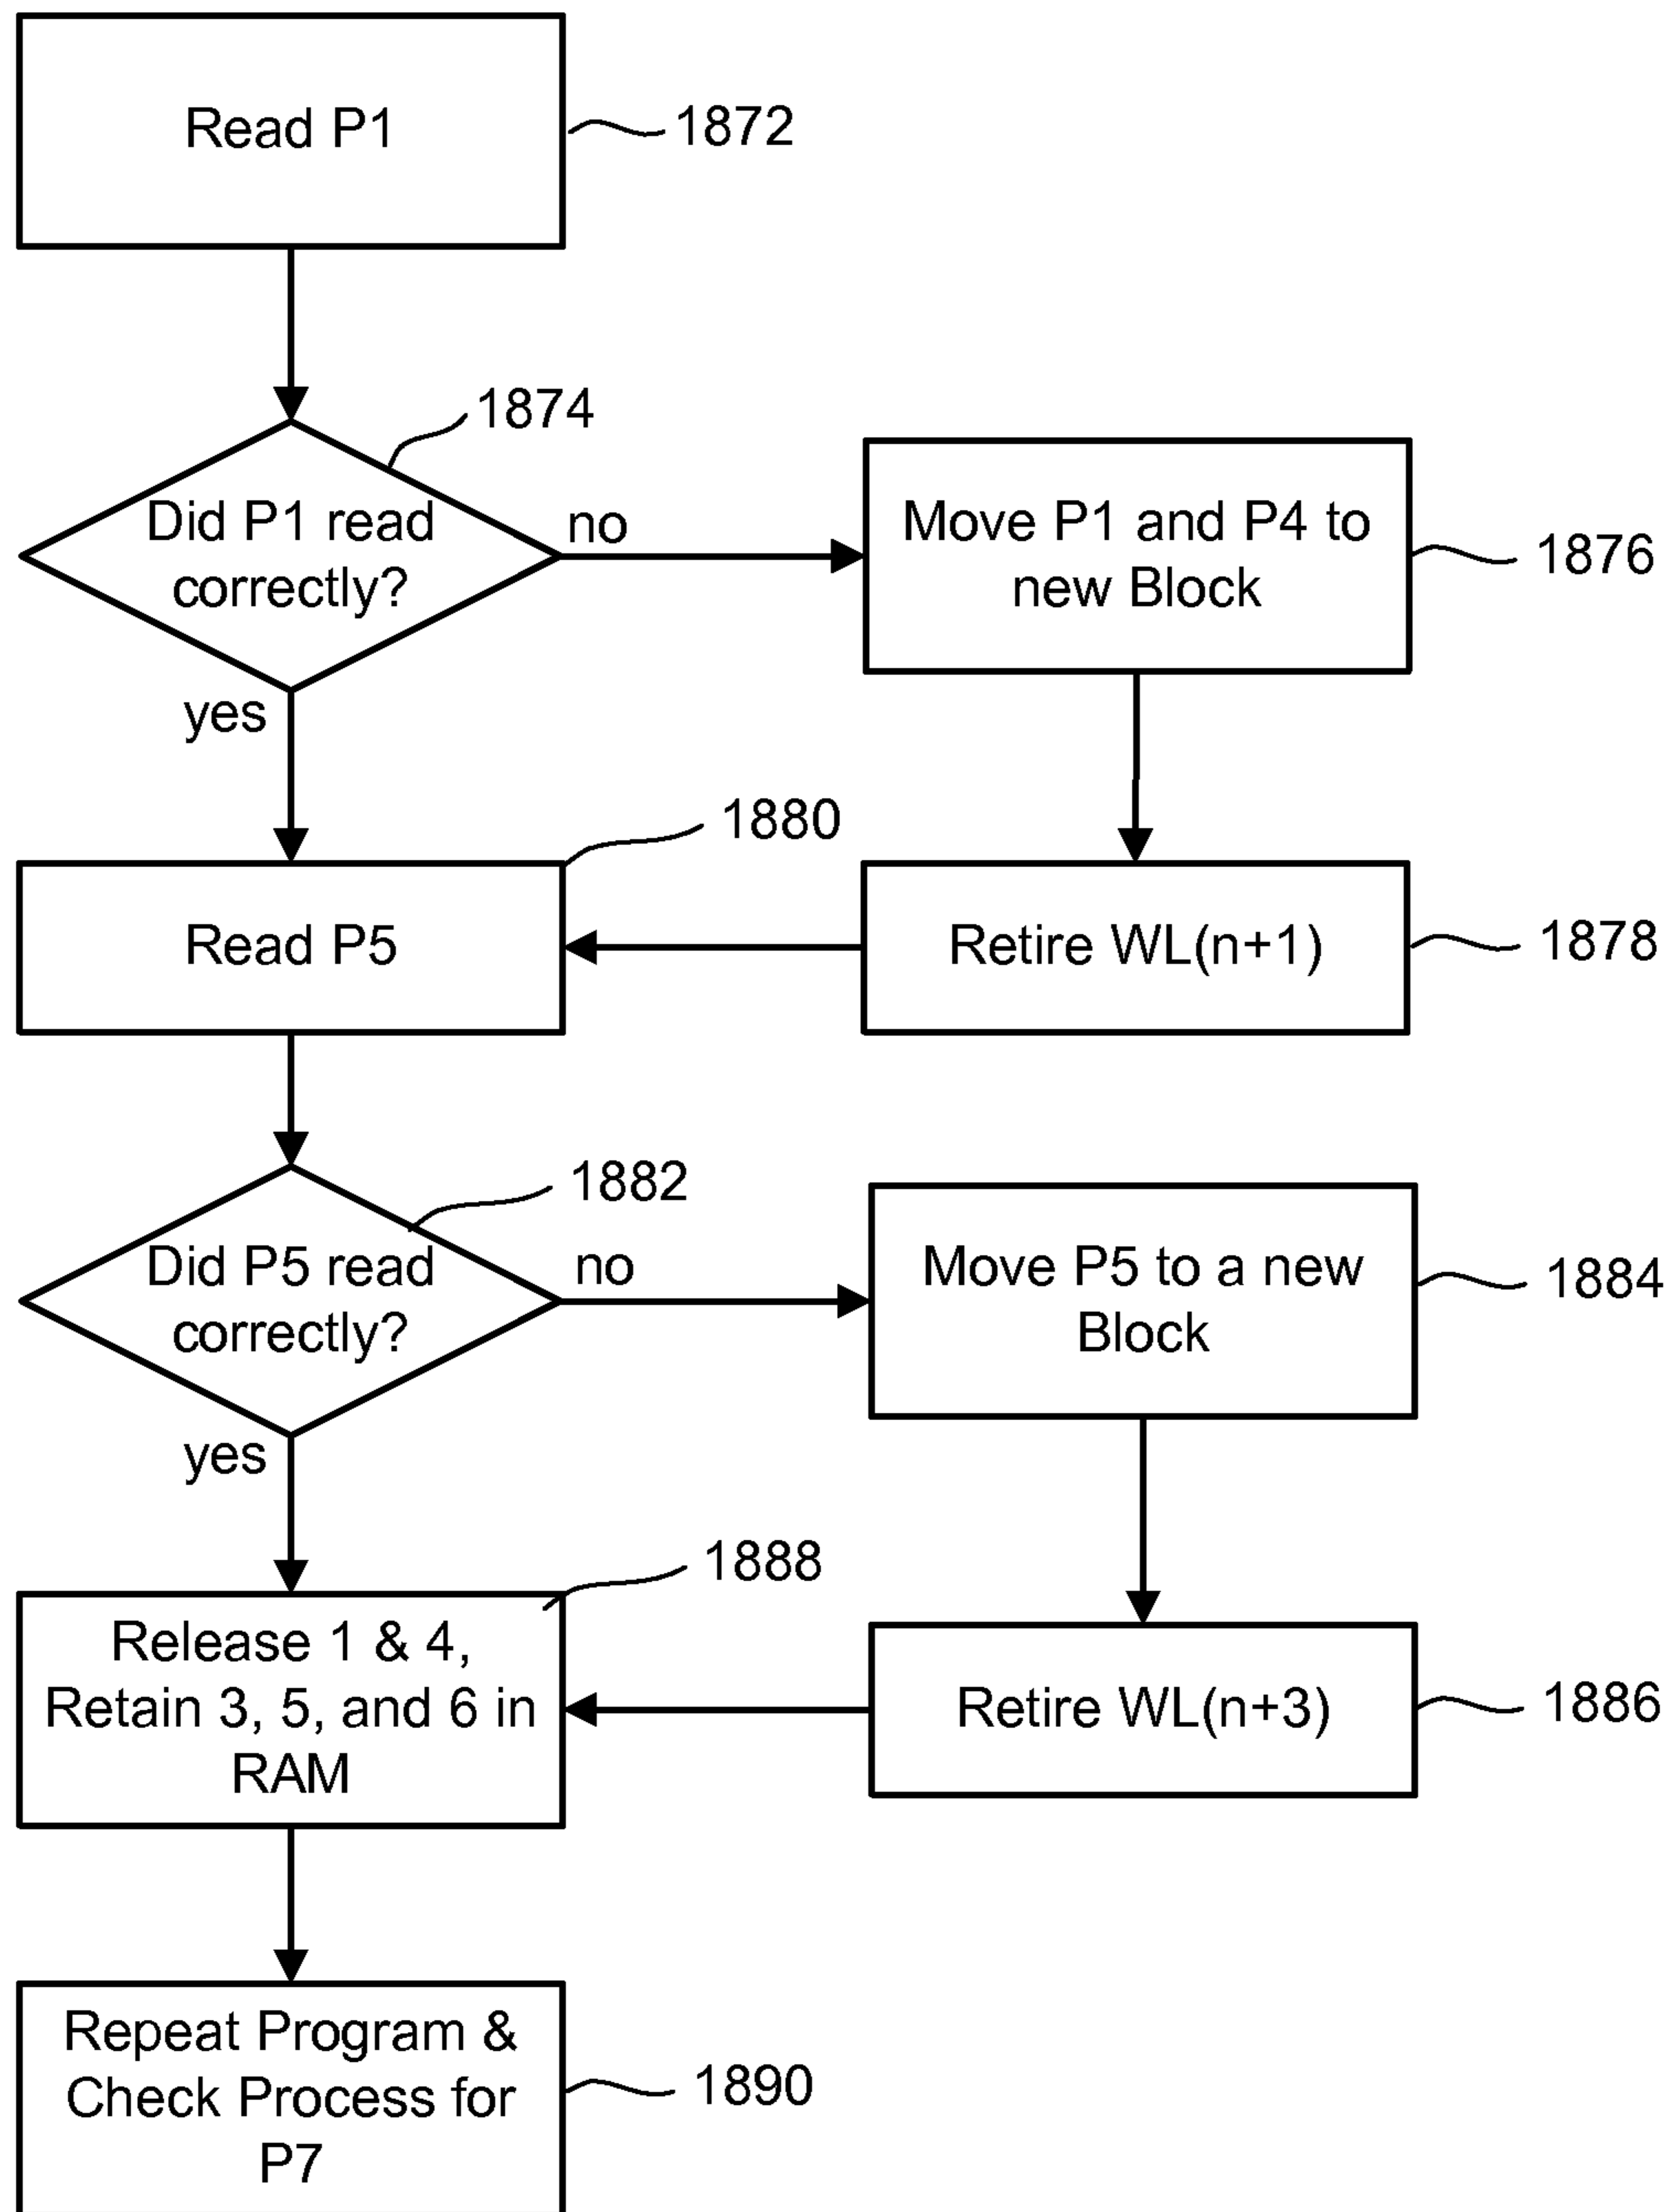 Read P1
1872
1874
Did P1 read
correctly?
no
Move P1 and P4 to
new Block
1876
yes
1880
Read P5
Retire WL(n+1)
1878
1882
Did P5 read
correctly?
no
Move P5 to a new
Block
1884
yes
1888
Release 1 & 4,
Retain 3, 5, and 6 in
RAM
Retire WL(n+3)
1886
Repeat Program &
Check Process for
P7
1890